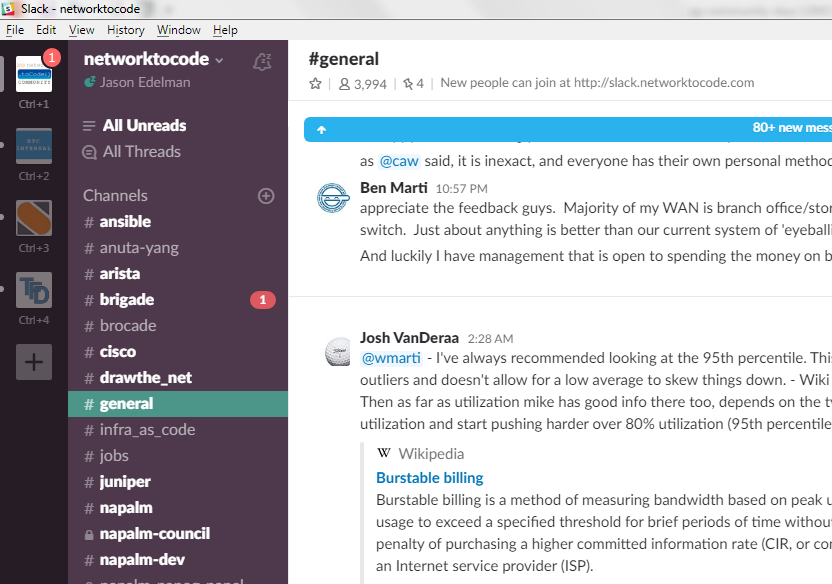 Slack - networktocode
File Edit View History Window Help
1
Ctrl+1
Ctrl+2
Ctrl+3
Ctrl+4
networktocode
Jason Edelman
All Unreads
All Threads
Channels
# ansible
# anuta-yang
# arista
# brigade 1
# brocade
# cisco
# drawthe_net
# general
# infra_as_code
# jobs
# juniper
# napalm
napalm-council
# napalm-dev
#general
3,994 | 4 | New people can join at http://slack.networktocode.com
80+ new mess
as @caw said, it is inexact, and everyone has their own personal method
Ben Marti 10:57 PM
appreciate the feedback guys. Majority of my WAN is branch office/stor
switch. Just about anything is better than our current system of 'eyeballi
And luckily I have management that is open to spending the money on b
Josh VanDeraa 2:28 AM
@wmarti - I've always recommended looking at the 95th percentile. This
outliers and doesn't allow for a low average to skew things down. - Wiki
Then as far as utilization mike has good info there too, depends on the ty
utilization and start pushing harder over 80% utilization (95th percentile
W Wikipedia
Burstable billing
Burstable billing is a method of measuring bandwidth based on peak u
usage to exceed a specified threshold for brief periods of time withou
penalty of purchasing a higher committed information rate (CIR, or co
an Internet service provider (ISP).